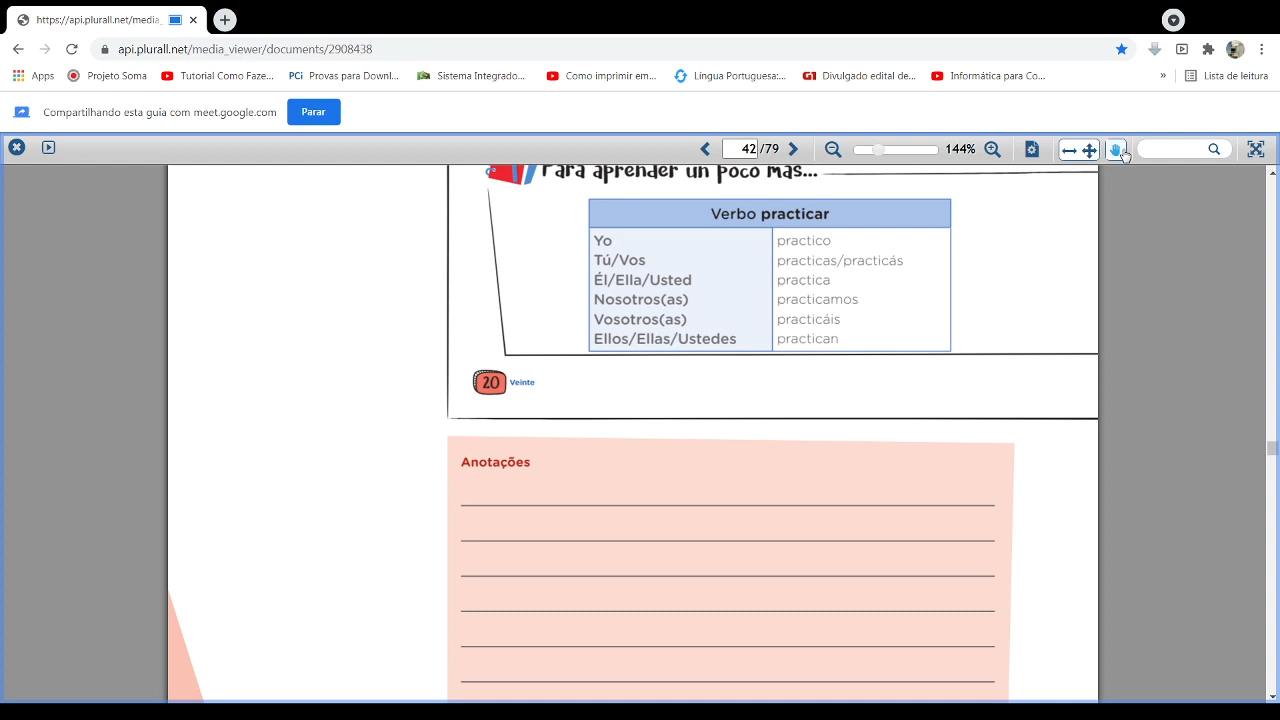 https://api.plurall.net/media_
api.plurall.net/media_viewer/documents/2908438
Apps
Projeto Soma
Tutorial Como Faze...
PCi Provas para Downl...
Sistema Integrado...
Como imprimir em...
Língua Portuguesa:...
G1 Divulgado edital de...
Informática para Co...
»
Lista de leitura
Compartilhando esta guia com meet.google.com
Parar
42 /79
144%
Para aprender un poco más...
Verbo practicar
Yo practico
Tú/Vos practicas/practicás
Él/Ella/Usted practica
Nosotros(as) practicamos
Vosotros(as) practicáis
Ellos/Ellas/Ustedes practican
20 Veinte
Anotações